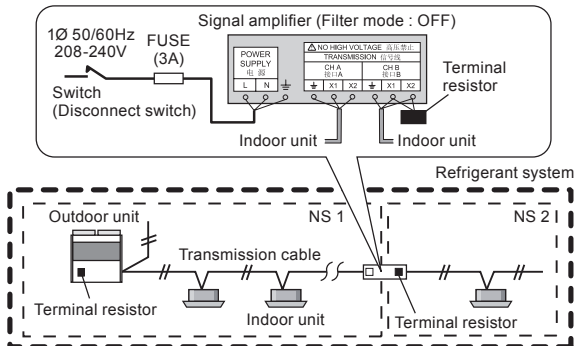 Signal amplifier (Filter mode : OFF)
1Ø 50/60Hz
208-240V
FUSE
(3A)
Switch
(Disconnect switch)
POWER
SUPPLY
电 源
L N
⚠ NO HIGH VOLTAGE 高压禁止
TRANSMISSION 信号线
CH A
接口A
CH B
接口B
X1 X2 X1 X2
Terminal
resistor
Indoor unit
Indoor unit
Refrigerant system
Outdoor unit
NS 1
NS 2
Transmission cable
Terminal resistor
Indoor unit
Terminal resistor